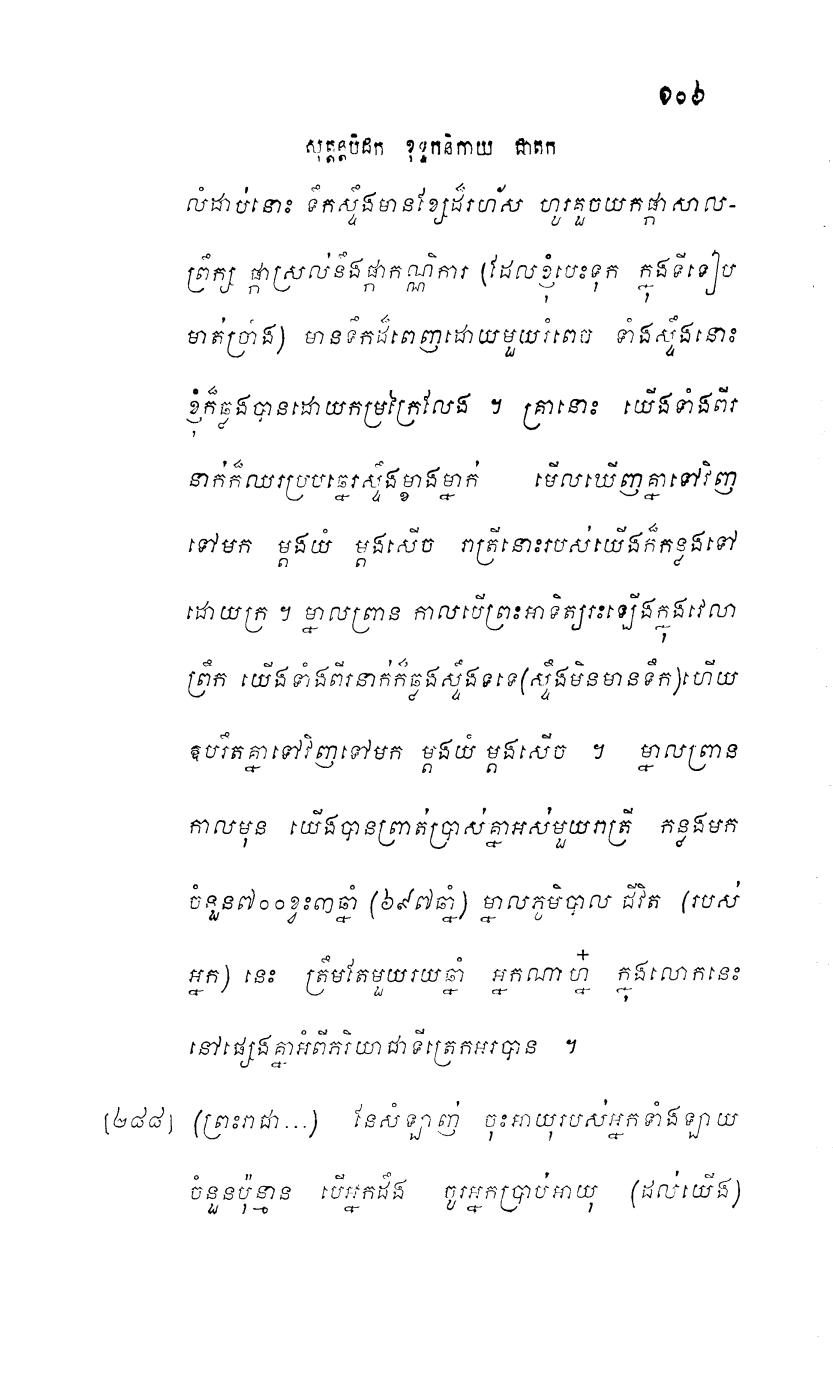 ១០៦
សុត្តន្តបិដក ខុទ្ទកនិកាយ ជាតក
លំដាប់នោះ ទឹកស្ទឹងមានខ្សែដ៏រហ័ស ហូរគួចយកផ្កាសាល-
ព្រឹក្ស ផ្កាស្រល់នឹងផ្កាកណ្ណិការ (ដែលខ្ញុំបេះទុក ក្នុងទីទៀប
មាត់ច្រាំង) មានទឹកដ៏ពេញដោយមួយរំពេច ទាំងស្ទឹងនោះ
ខ្ញុំក៏ឆ្លងបានដោយកម្រក្រៃលែង ។ គ្រានោះ យើងទាំងពីរ
នាក់ក៏ឈរប្របឆ្នេរស្ទឹងម្ខាងម្នាក់ មើលឃើញគ្នាទៅវិញ
ទៅមក ម្តងយំ ម្តងសើច រាត្រីនោះរបស់យើងក៏កន្លងទៅ
ដោយក្រ ។ ម្នាលព្រាន កាលបើព្រះអាទិត្យរះឡើងក្នុងវេលា
ព្រឹក យើងទាំងពីរនាក់ក៏ឆ្លងស្ទឹងទទេ(ស្ទឹងមិនមានទឹក)ហើយ
ឱបរឹតគ្នាទៅវិញទៅមក ម្តងយំ ម្តងសើច ។ ម្នាលព្រាន
កាលមុន យើងបានព្រាត់ប្រាស់គ្នាអស់មួយរាត្រី កន្លងមក
ចំនួន៧០០ខ្វះ៣ឆ្នាំ (៦៩៧ឆ្នាំ) ម្នាលភូមិបាល ជីវិត (របស់
អ្នក) នេះ ត្រឹមតែមួយរយឆ្នាំ អ្នកណាហ្ន៎ ក្នុងលោកនេះ
នៅផ្សេងគ្នាអំពីករិយាជាទីត្រេកអរបាន ។
[២៨៨] (ព្រះរាជា...) នែសំឡាញ់ ចុះអាយុរបស់អ្នកទាំងឡាយ
ចំនួនប៉ុន្មាន បើអ្នកដឹង ចូរអ្នកប្រាប់អាយុ (ដល់យើង)